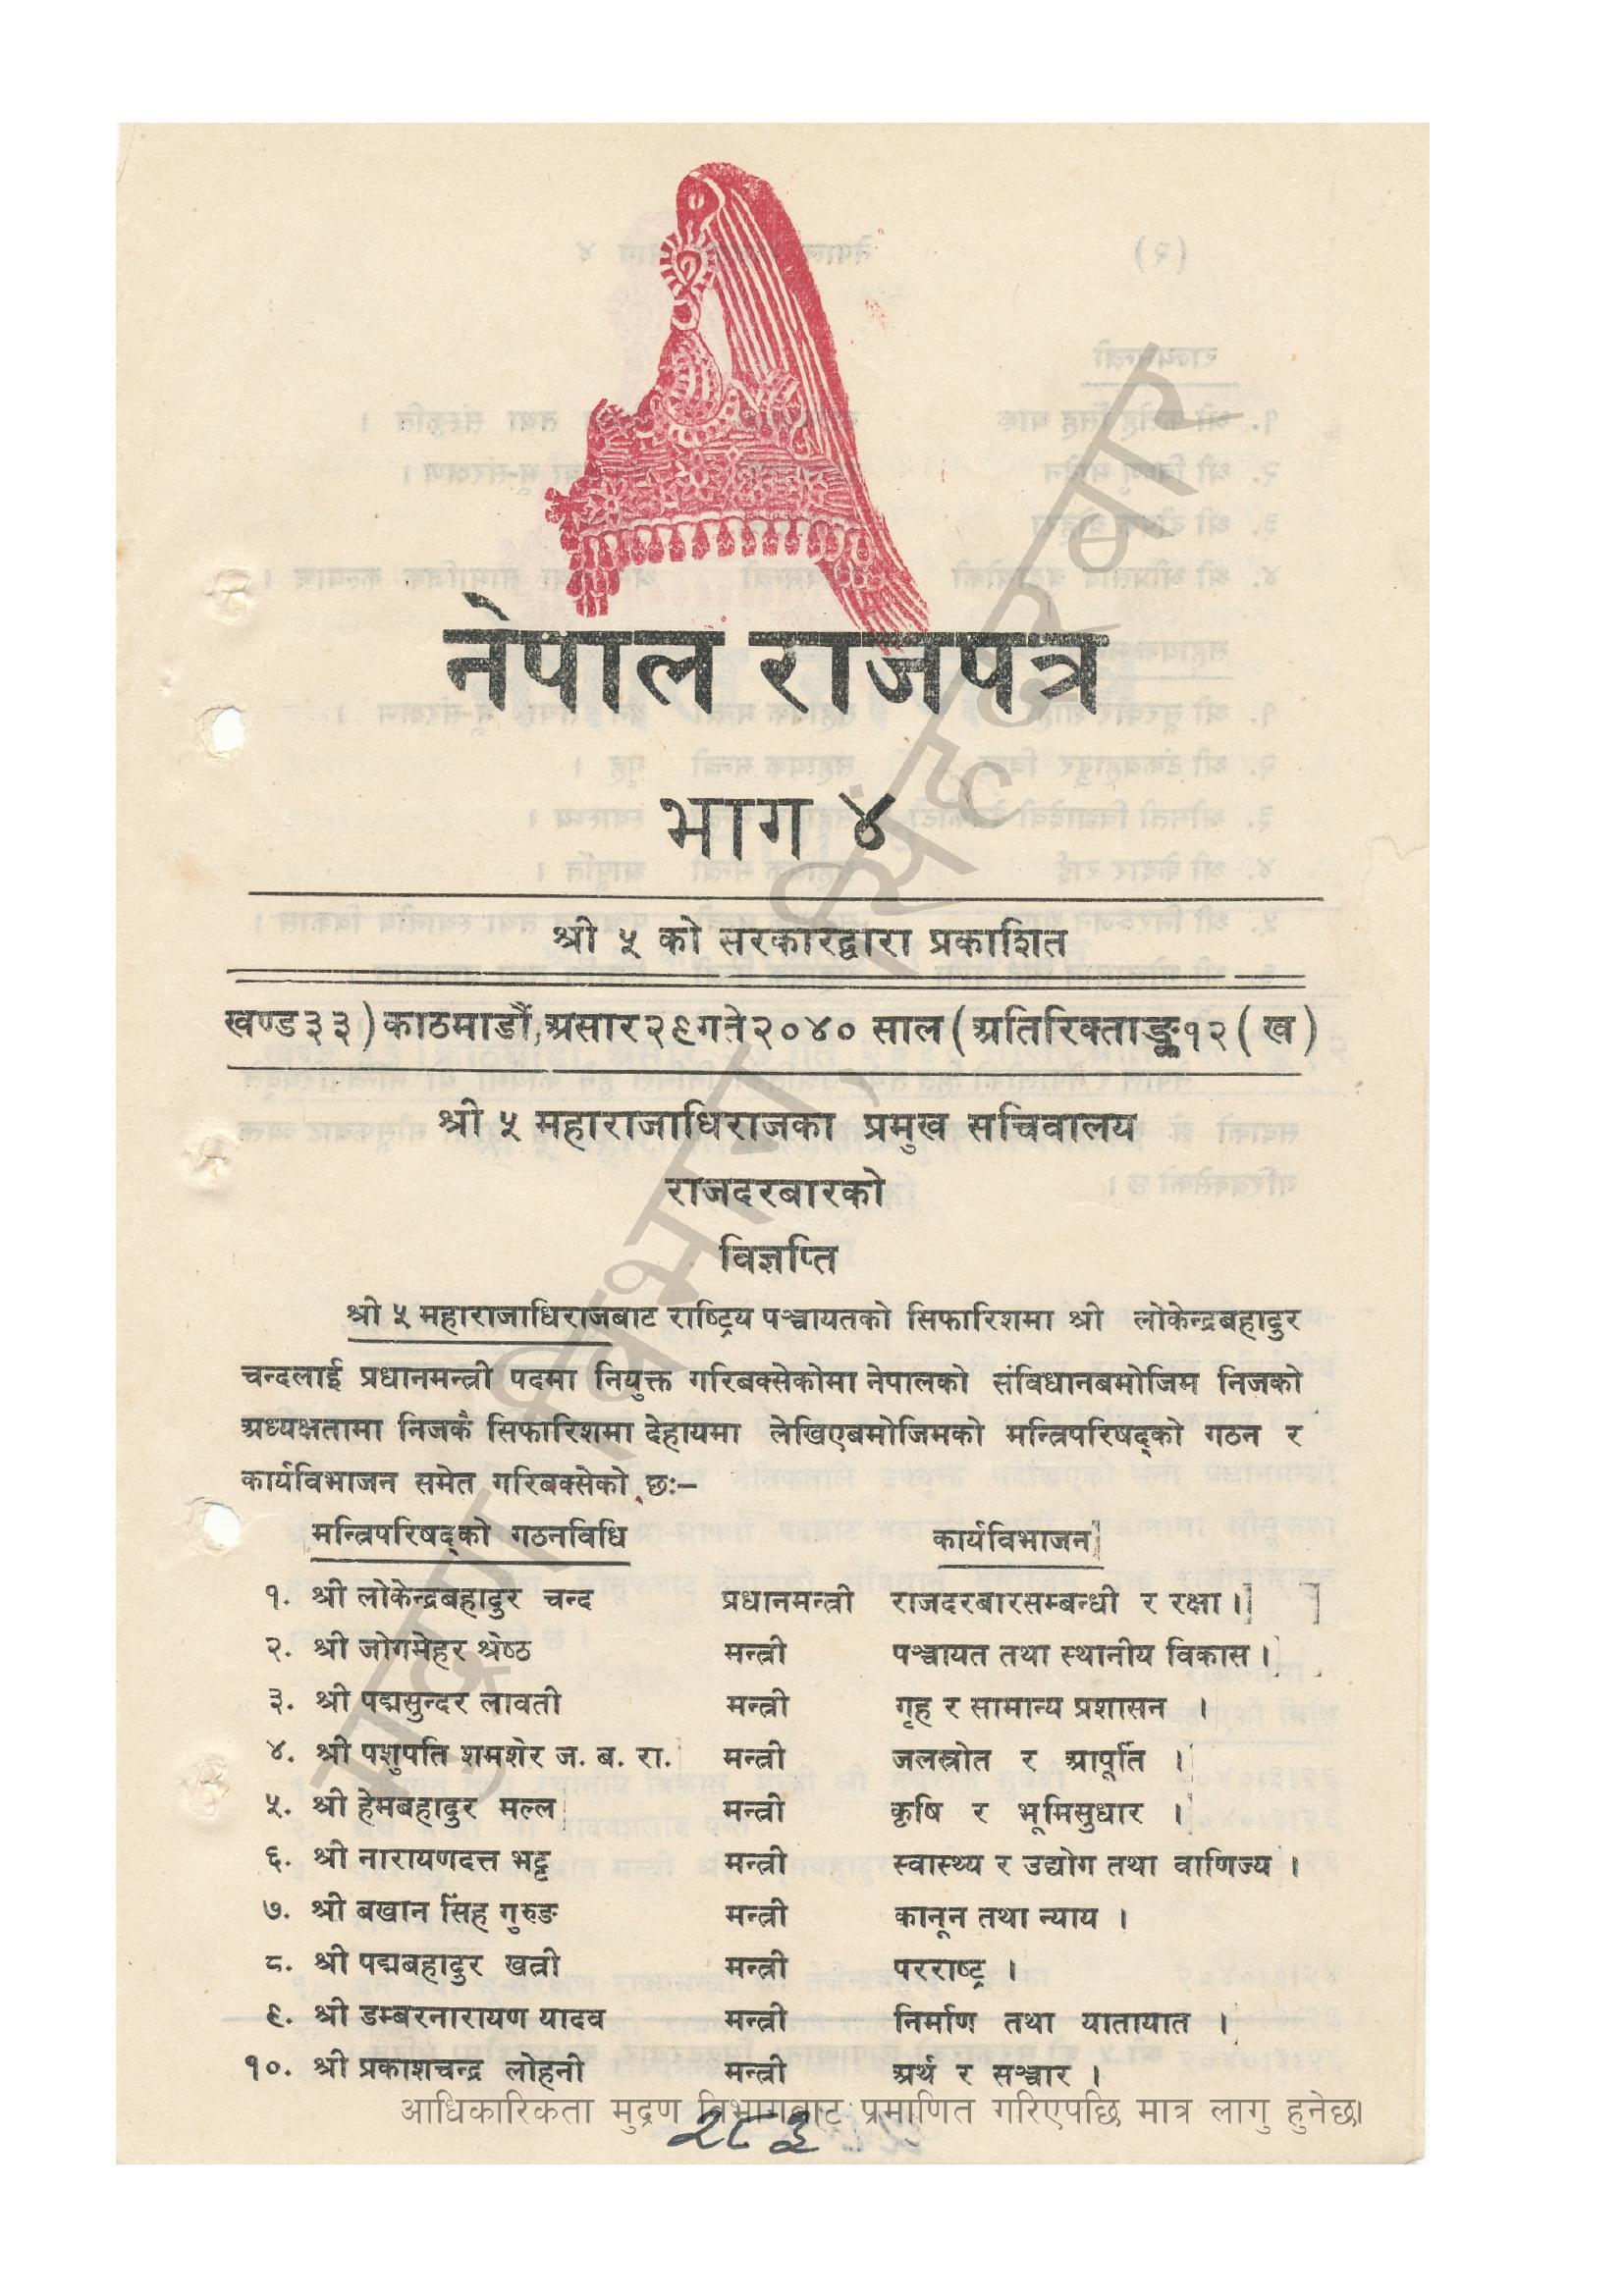 नेपाल राजपत्र
भाग ४
श्री ५ को सरकारद्वारा प्रकाशित
खण्ड ३३) काठमाडौं, असार २९ गते २०४० साल (अतिरिक्ताङ्क १२ (ख)
श्री ५ महाराजाधिराजका प्रमुख सचिवालय
राजदरबारको
विज्ञप्ति
श्री ५ महाराजाधिराजबाट राष्ट्रिय पञ्चायतको सिफारिशमा श्री लोकेन्द्रबहादुर
चन्दलाई प्रधानमन्त्री पदमा नियुक्त गरिबक्सेकोमा नेपालको संविधानबमोजिम निजको
अध्यक्षतामा निजकै सिफारिशमा देहायमा लेखिएबमोजिमको मन्त्रिपरिषद्को गठन र
कार्यविभाजन समेत गरिबक्सेको छः–
मन्त्रिपरिषद्को गठनविधि कार्यविभाजन
१. श्री लोकेन्द्रबहादुर चन्द प्रधानमन्त्री राजदरबारसम्बन्धी र रक्षा ।
२. श्री जोगमेहर श्रेष्ठ मन्त्री पञ्चायत तथा स्थानीय विकास ।
३. श्री पद्मसुन्दर लावती मन्त्री गृह र सामान्य प्रशासन ।
४. श्री पशुपति शमशेर ज. ब. रा. मन्त्री जलस्रोत र आपूर्ति ।
५. श्री हेमबहादुर मल्ल मन्त्री कृषि र भूमिसुधार ।
६. श्री नारायणदत्त भट्ट मन्त्री स्वास्थ्य र उद्योग तथा वाणिज्य ।
७. श्री बखान सिंह गुरुङ मन्त्री कानून तथा न्याय ।
८. श्री पद्मबहादुर खत्री मन्त्री परराष्ट्र ।
९. श्री डम्बरनारायण यादव मन्त्री निर्माण तथा यातायात ।
१०. श्री प्रकाशचन्द्र लोहनी मन्त्री अर्थ र सञ्चार ।
आधिकारिकता मुद्रण विभागबाट प्रमाणित गरिएपछि मात्र लागु हुनेछ।
२८३
मुद्रण विभाग, सिंहदरबार